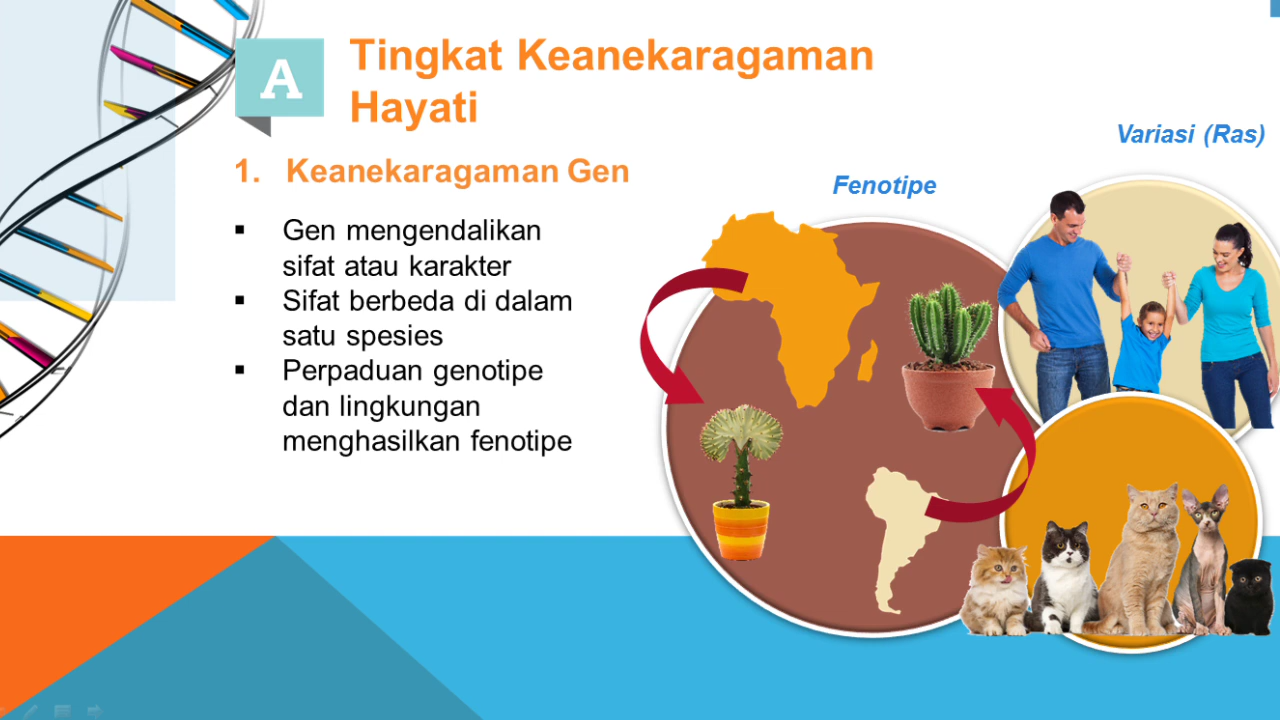 A
Tingkat Keanekaragaman
Hayati
1. Keanekaragaman Gen
▪ Gen mengendalikan
sifat atau karakter
▪ Sifat berbeda di dalam
satu spesies
▪ Perpaduan genotipe
dan lingkungan
menghasilkan fenotipe
Fenotipe
Variasi (Ras)